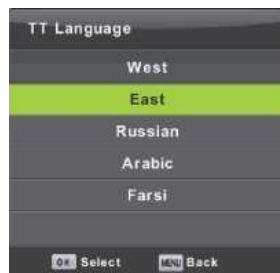 TT Language
West
East
Russian
Arabic
Farsi
OK Select MENU Back